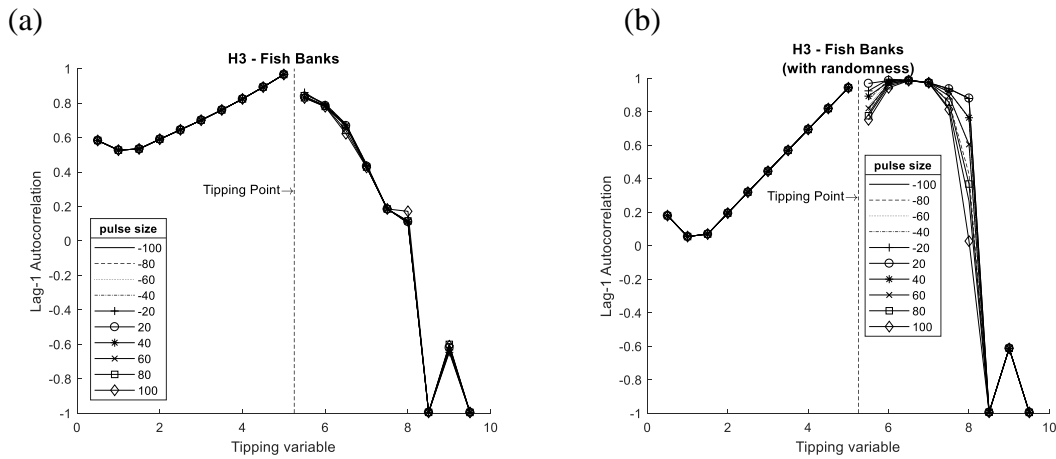 (a)
H3 - Fish Banks
1
0.8
0.6
0.4
0.2
0
-0.2
-0.4
-0.6
-0.8
-1
Lag-1 Autocorrelation
Tipping Point→
pulse size
-100
-80
-60
-40
-20
20
40
60
80
100
0 2 4 6 8 10
Tipping variable
(b)
H3 - Fish Banks
(with randomness)
1
0.8
0.6
0.4
0.2
0
-0.2
-0.4
-0.6
-0.8
-1
Lag-1 Autocorrelation
Tipping Point→
pulse size
-100
-80
-60
-40
-20
20
40
60
80
100
0 2 4 6 8 10
Tipping variable